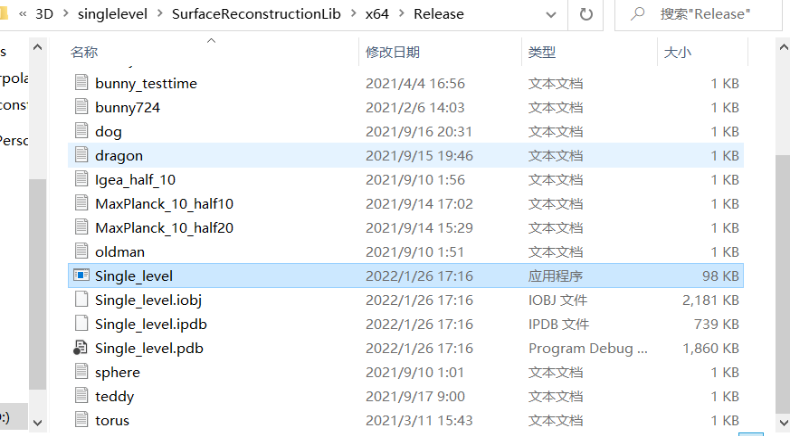 « 3D > singlelevel > SurfaceReconstructionLib > x64 > Release 搜索"Release"
名称 修改日期 类型 大小
bunny_testtime 2021/4/4 16:56 文本文档 1 KB
bunny724 2021/2/6 14:03 文本文档 1 KB
dog 2021/9/16 20:31 文本文档 1 KB
dragon 2021/9/15 19:46 文本文档 1 KB
Igea_half_10 2021/9/10 1:56 文本文档 1 KB
MaxPlanck_10_half10 2021/9/14 17:02 文本文档 1 KB
MaxPlanck_10_half20 2021/9/14 15:29 文本文档 1 KB
oldman 2021/9/10 1:51 文本文档 1 KB
Single_level 2022/1/26 17:16 应用程序 98 KB
Single_level.iobj 2022/1/26 17:16 IOBJ 文件 2,181 KB
Single_level.ipdb 2022/1/26 17:16 IPDB 文件 739 KB
Single_level.pdb 2022/1/26 17:16 Program Debug ... 1,860 KB
sphere 2021/9/10 1:01 文本文档 1 KB
teddy 2021/9/17 9:00 文本文档 1 KB
torus 2021/3/11 15:43 文本文档 1 KB